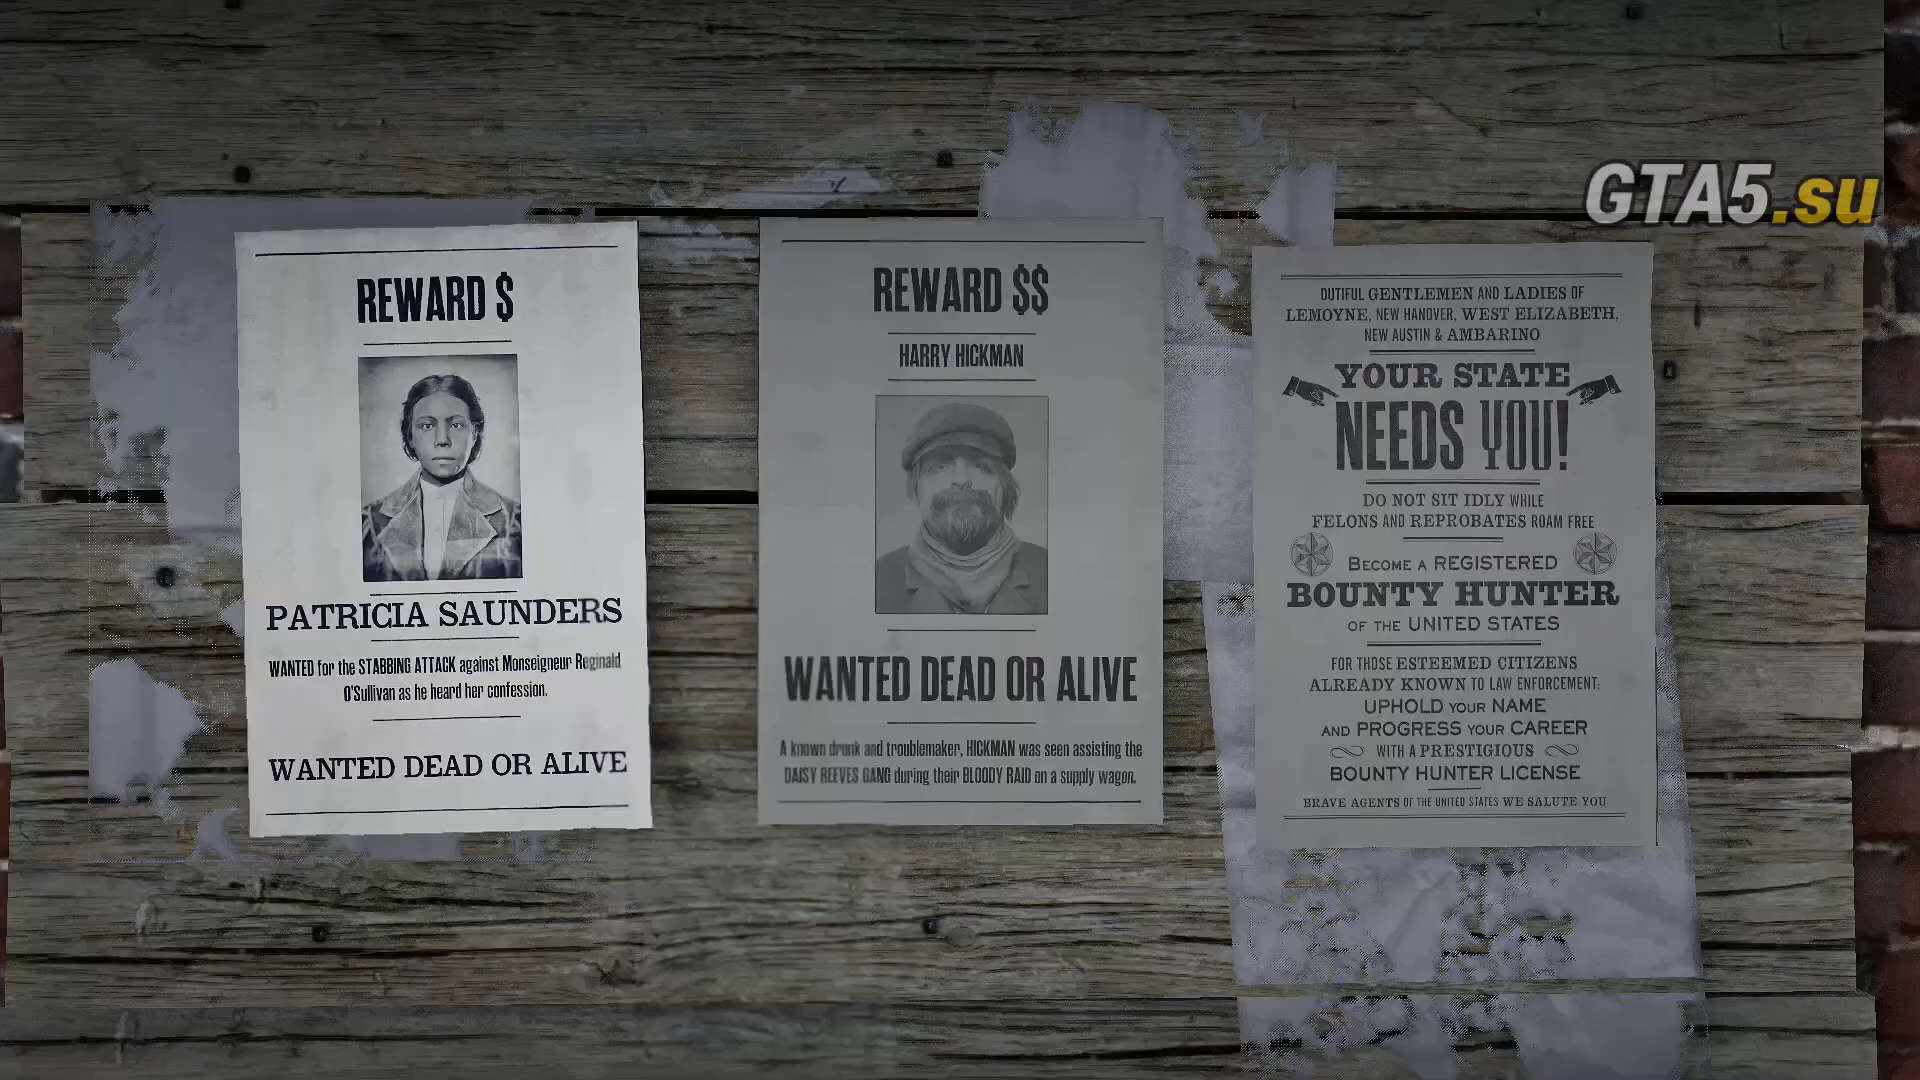 GTA5.su
REWARD $
PATRICIA SAUNDERS
WANTED for the STABBING ATTACK against Monseigneur Reginald
O'Sullivan as he heard her confession.
WANTED DEAD OR ALIVE
REWARD $$
HARRY HICKMAN
WANTED DEAD OR ALIVE
A known drunk and troublemaker, HICKMAN was seen assisting the
DAISY REEVES GANG during their BLOODY RAID on a supply wagon.
DUTIFUL GENTLEMEN AND LADIES OF
LEMOYNE, NEW HANOVER, WEST ELIZABETH,
NEW AUSTIN & AMBARINO
YOUR STATE
NEEDS YOU!
DO NOT SIT IDLY WHILE
FELONS AND REPROBATES ROAM FREE
BECOME A REGISTERED
BOUNTY HUNTER
OF THE UNITED STATES
FOR THOSE ESTEEMED CITIZENS
ALREADY KNOWN TO LAW ENFORCEMENT:
UPHOLD YOUR NAME
AND PROGRESS YOUR CAREER
WITH A PRESTIGIOUS
BOUNTY HUNTER LICENSE
BRAVE AGENTS OF THE UNITED STATES WE SALUTE YOU